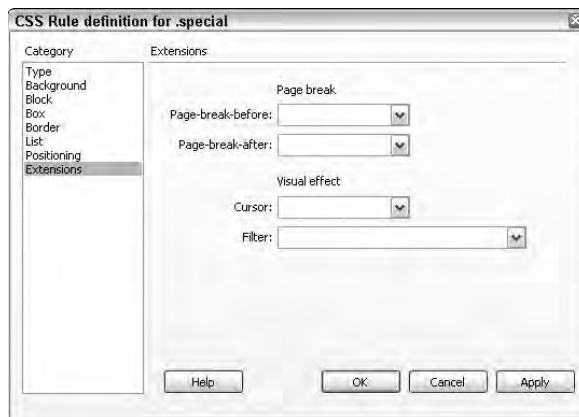 CSS Rule definition for .special
Category
Extensions
Type
Background
Block
Box
Border
List
Positioning
Extensions
Page break
Page-break-before:
Page-break-after:
Visual effect
Cursor:
Filter:
Help
OK
Cancel
Apply